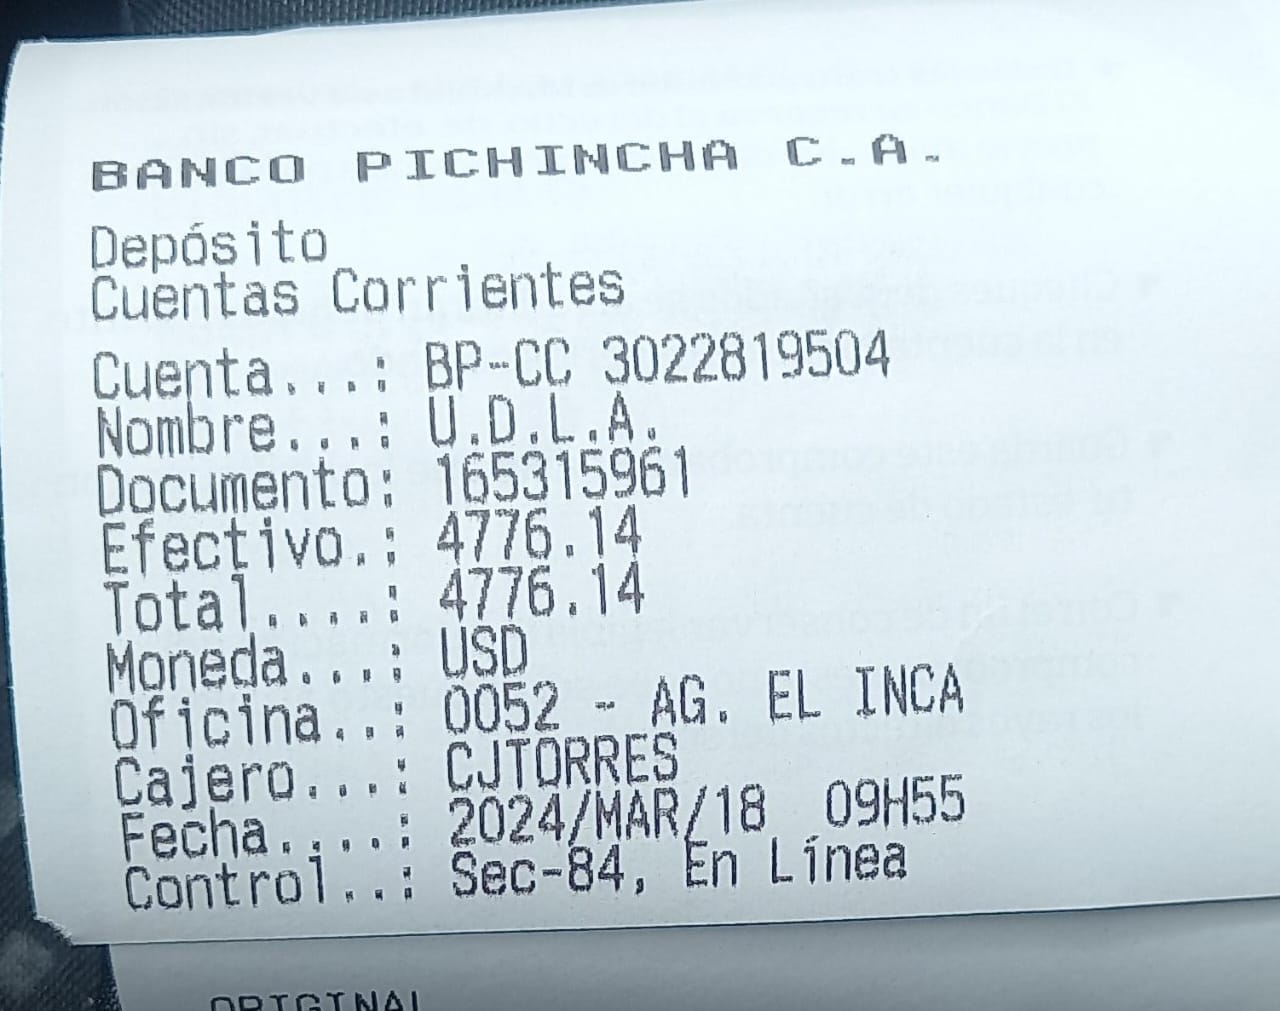 BANCO PICHINCHA C.A.
Depósito
Cuentas Corrientes
Cuenta...: BP-CC 3022819504
Nombre...: U.D.L.A.
Documento: 165315961
Efectivo.: 4776.14
Total....: 4776.14
Moneda...: USD
Oficina..: 0052 - AG. EL INCA
Cajero...: CJTORRES
Fecha....: 2024/MAR/18 09H55
Control..: Sec-84, En Línea
ORIGINAL